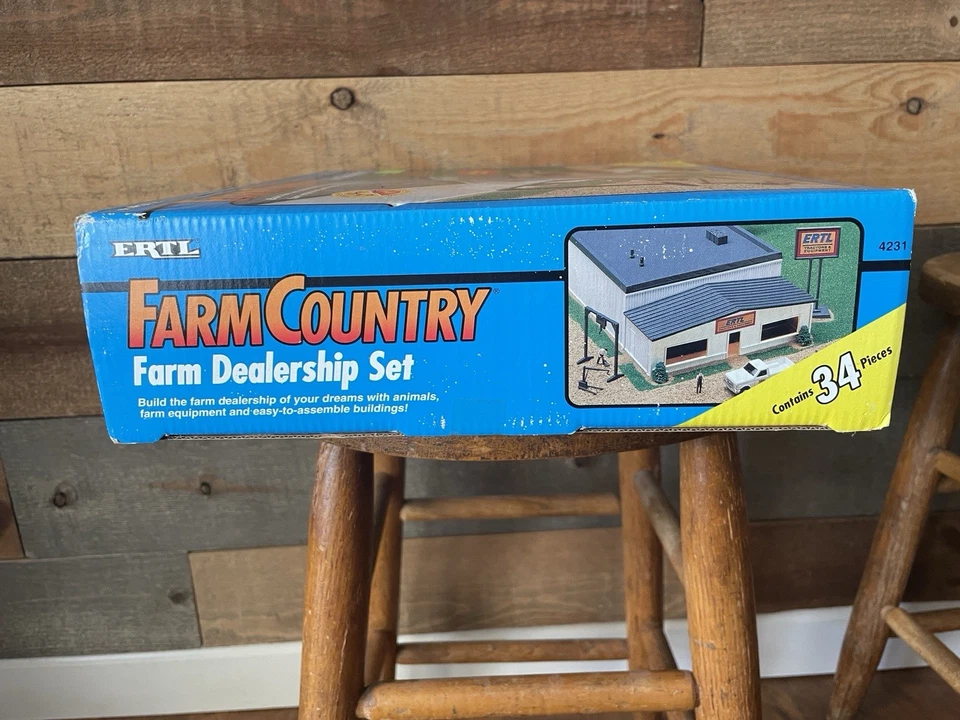 ERTL
4231
FARM COUNTRY®
Farm Dealership Set
Build the farm dealership of your dreams with animals,
farm equipment and easy-to-assemble buildings!
ERTL
ERTL
Contains 34 Pieces